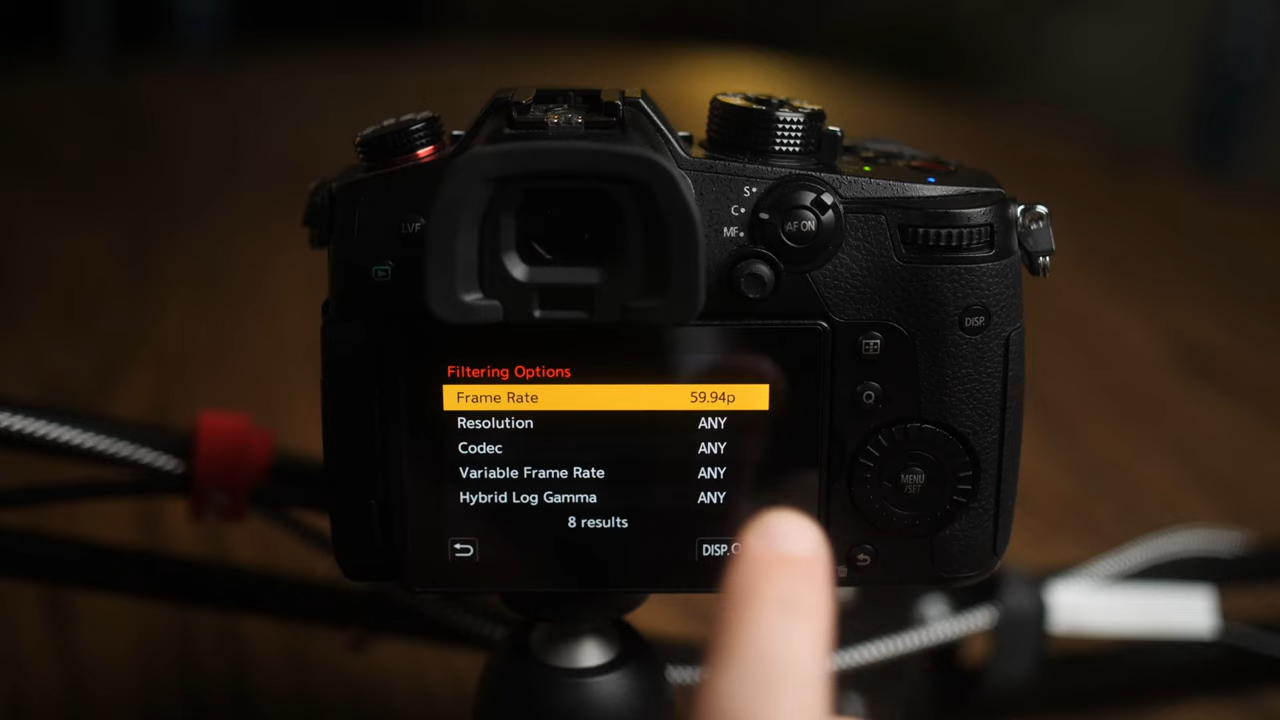 S
C
AF ON
MF
LVF
DISP.
Filtering Options
Frame Rate 59.94p
Resolution ANY
Q
Codec ANY
Variable Frame Rate ANY
MENU
/SET
Hybrid Log Gamma ANY
8 results
DISP.